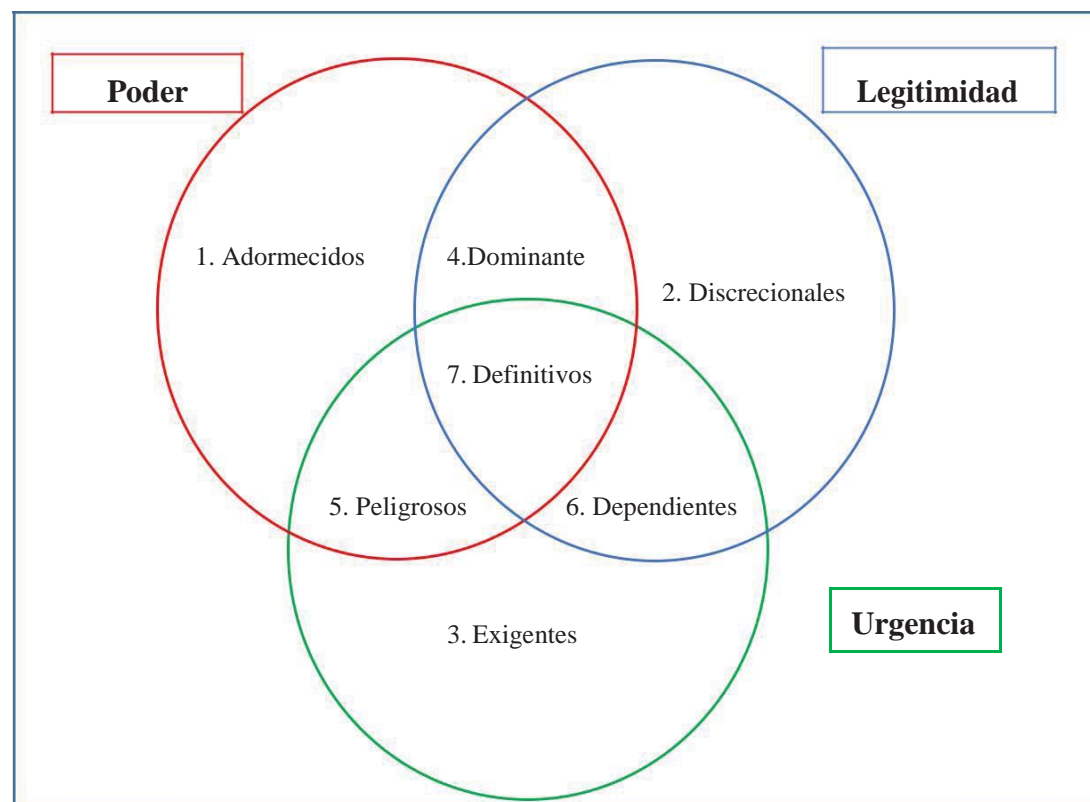 Poder
Legitimidad
1. Adormecidos
4.Dominante
2. Discrecionales
7. Definitivos
5. Peligrosos
6. Dependientes
3. Exigentes
Urgencia